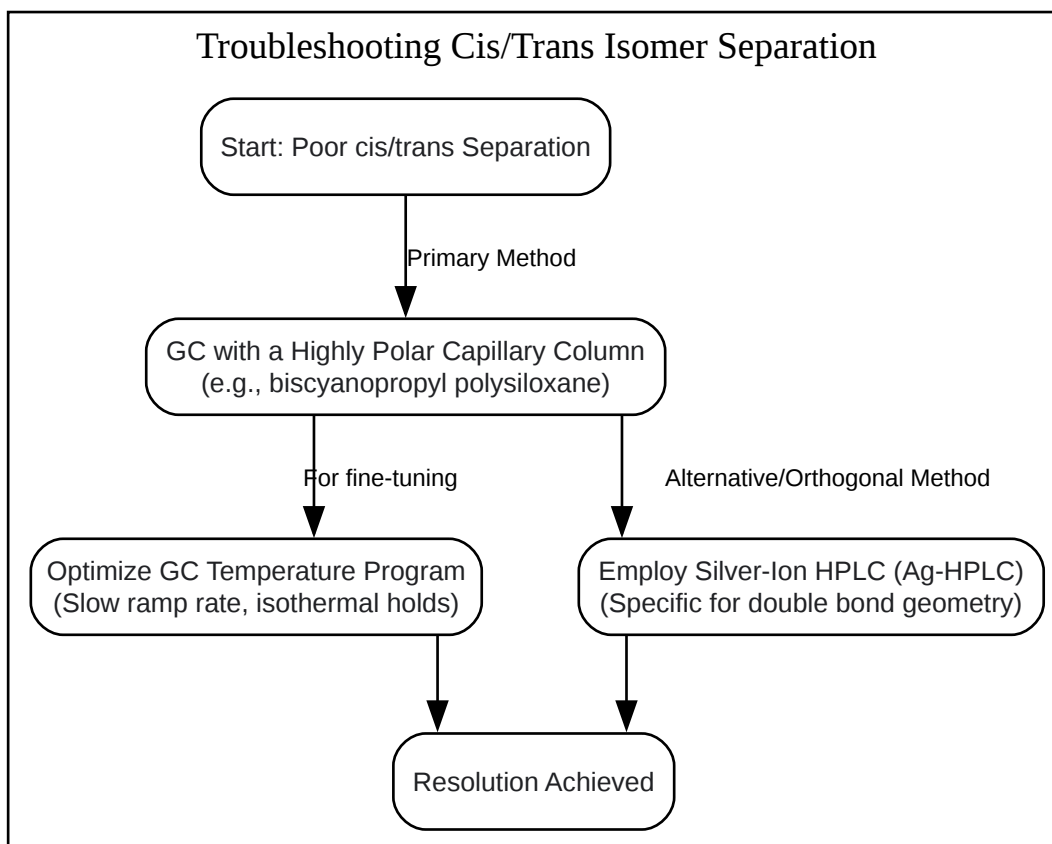 Troubleshooting Cis/Trans Isomer Separation
Start: Poor cis/trans Separation
Primary Method
GC with a Highly Polar Capillary Column
(e.g., biscyanopropyl polysiloxane)
For fine-tuning
Alternative/Orthogonal Method
Optimize GC Temperature Program
(Slow ramp rate, isothermal holds)
Employ Silver-Ion HPLC (Ag-HPLC)
(Specific for double bond geometry)
Resolution Achieved